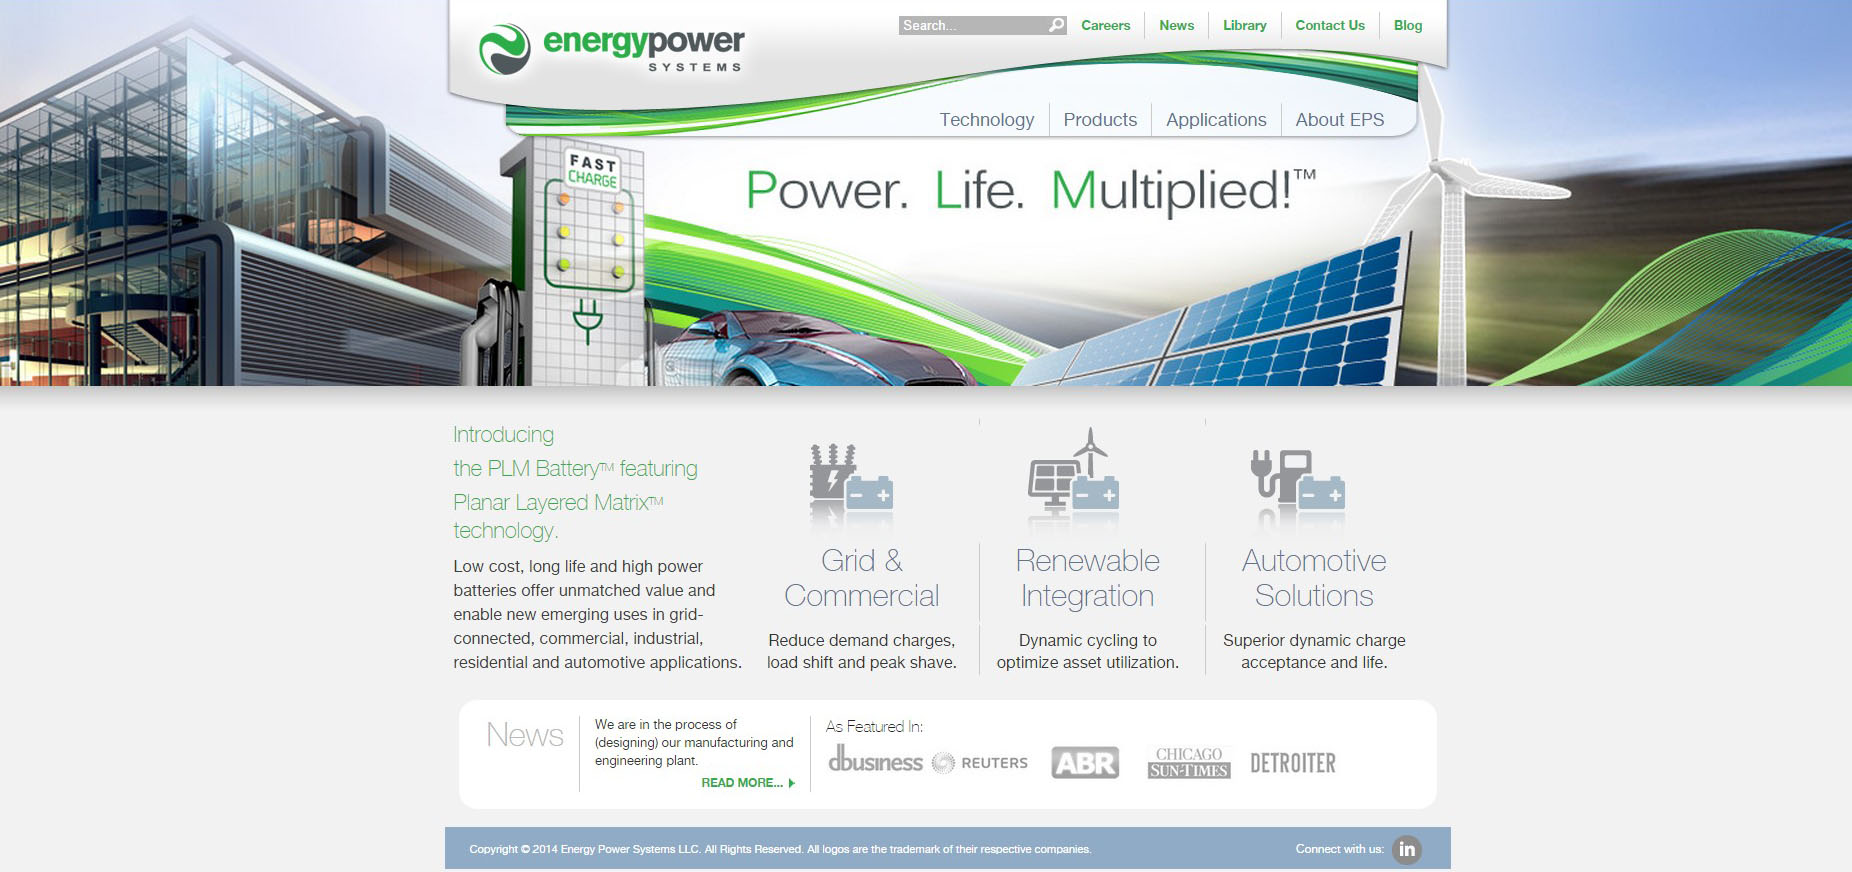 energypower
SYSTEMS
Search...
Careers
News
Library
Contact Us
Blog
Technology
Products
Applications
About EPS
FAST
CHARGE
Power. Life. Multiplied!™
Introducing
the PLM Battery™ featuring
Planar Layered Matrix™
technology.
Low cost, long life and high power
batteries offer unmatched value and
enable new emerging uses in grid-
connected, commercial, industrial,
residential and automotive applications.
Grid &
Commercial
Reduce demand charges,
load shift and peak shave.
Renewable
Integration
Dynamic cycling to
optimize asset utilization.
Automotive
Solutions
Superior dynamic charge
acceptance and life.
News
We are in the process of
(designing) our manufacturing and
engineering plant.
READ MORE...
As Featured In:
dbusiness
REUTERS
ABR
CHICAGO
SUN-TIMES
DETROITER
Copyright © 2014 Energy Power Systems LLC. All Rights Reserved. All logos are the trademark of their respective companies.
Connect with us:
in